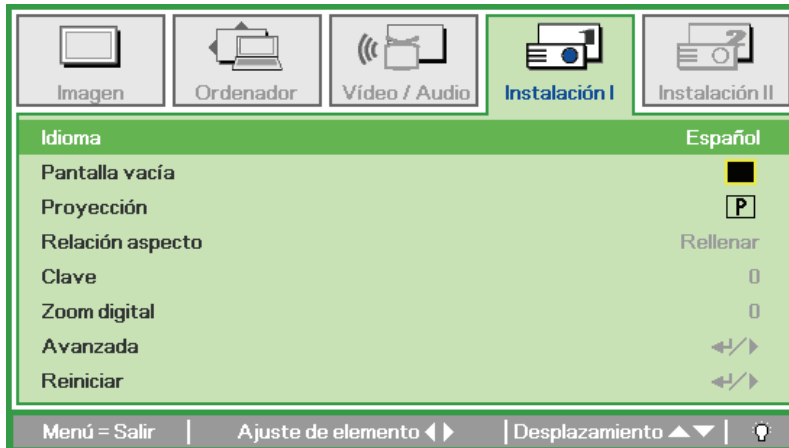 Imagen Ordenador Vídeo / Audio Instalación I Instalación II
Idioma Español
Pantalla vacía
Proyección P
Relación aspecto Rellenar
Clave 0
Zoom digital 0
Avanzada
Reiniciar
Menú = Salir Ajuste de elemento Desplazamiento